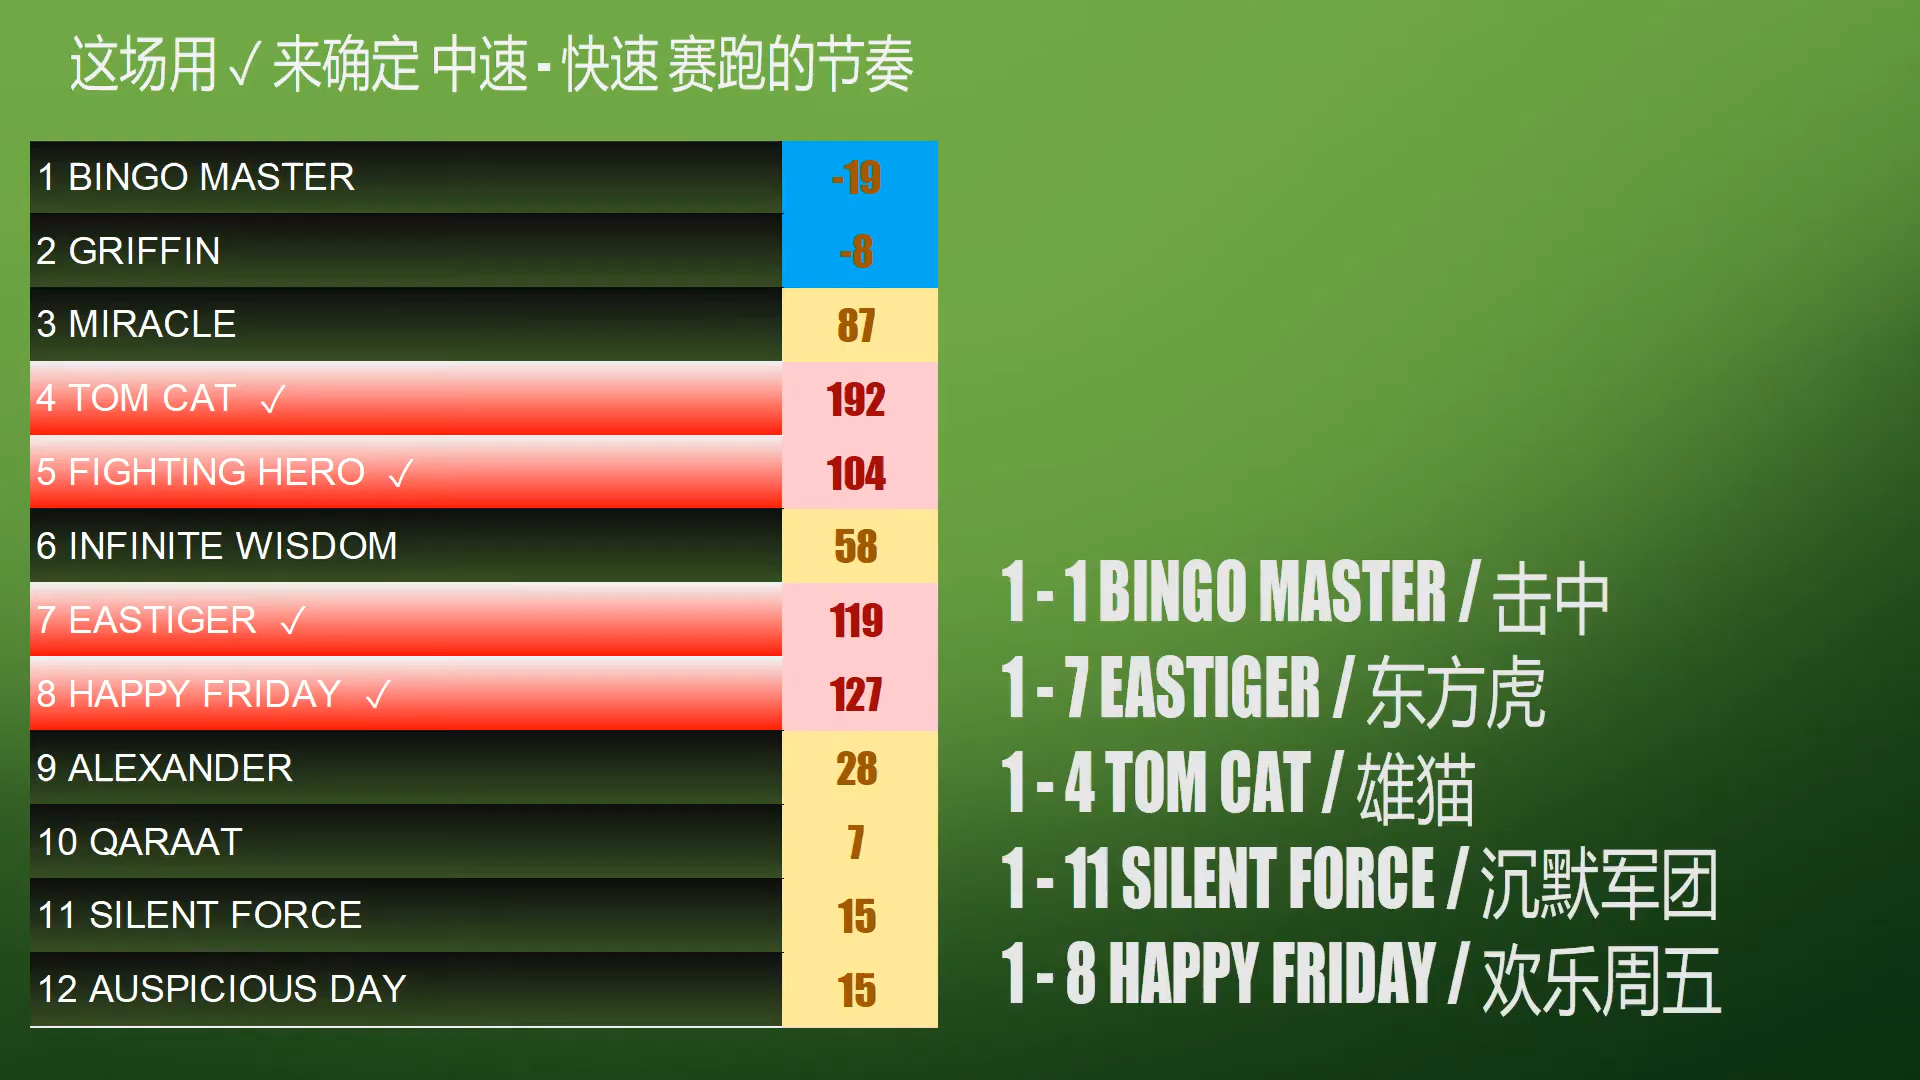 这场用 ✓ 来确定 中速 - 快速 赛跑的节奏
1 BINGO MASTER -19
2 GRIFFIN -8
3 MIRACLE 87
4 TOM CAT ✓ 192
5 FIGHTING HERO ✓ 104
6 INFINITE WISDOM 58
7 EASTIGER ✓ 119
8 HAPPY FRIDAY ✓ 127
9 ALEXANDER 28
10 QARAAT 7
11 SILENT FORCE 15
12 AUSPICIOUS DAY 15
1 - 1 BINGO MASTER / 击中
1 - 7 EASTIGER / 东方虎
1 - 4 TOM CAT / 雄猫
1 - 11 SILENT FORCE / 沉默军团
1 - 8 HAPPY FRIDAY / 欢乐周五